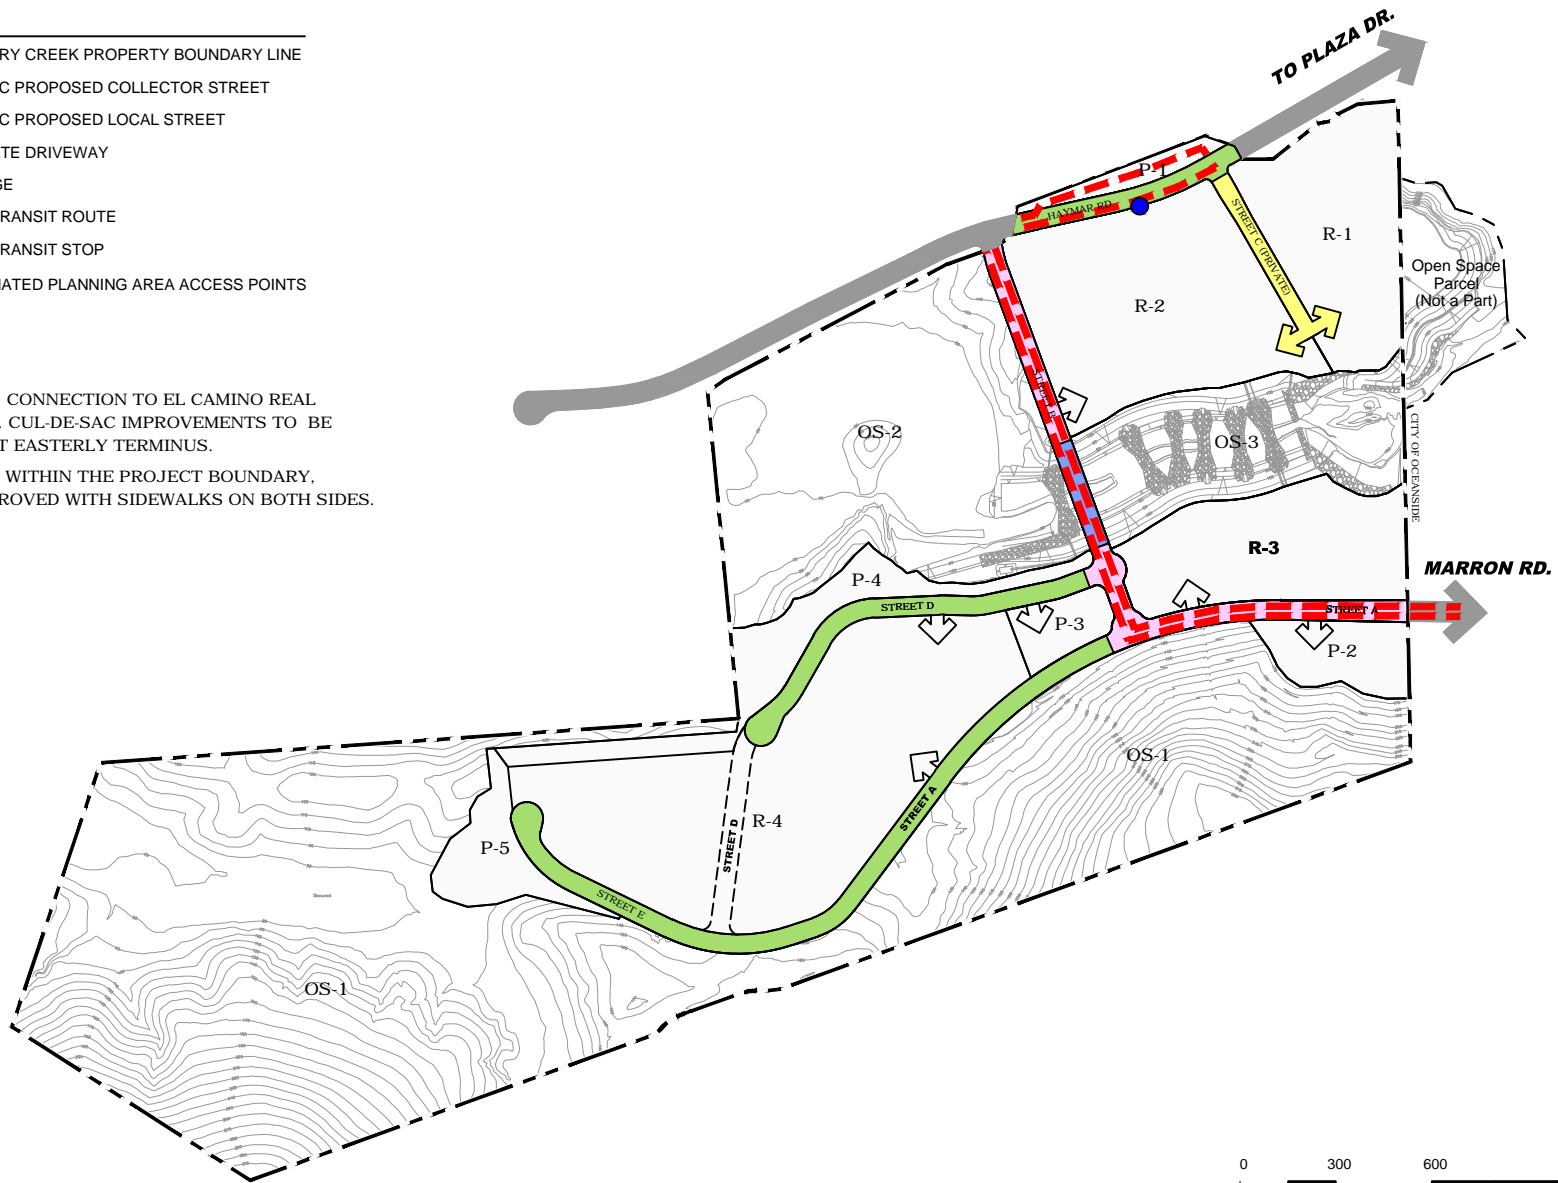 RY CREEK PROPERTY BOUNDARY LINE
C PROPOSED COLLECTOR STREET
C PROPOSED LOCAL STREET
TE DRIVEWAY
GE
RANSIT ROUTE
RANSIT STOP
ATED PLANNING AREA ACCESS POINTS
CONNECTION TO EL CAMINO REAL
. CUL-DE-SAC IMPROVEMENTS TO BE
T EASTERLY TERMINUS.
WITHIN THE PROJECT BOUNDARY,
ROVED WITH SIDEWALKS ON BOTH SIDES.
TO PLAZA DR.
P-1
HAYMAR RD.
STREET C (PRIVATE)
R-1
R-2
Open Space
Parcel
(Not a Part)
STREET B
OS-2
OS-3
CITY OF OCEANSIDE
R-3
MARRON RD.
P-4
STREET D
STREET A
P-3
P-2
OS-1
STREET A
STREET D
R-4
P-5
STREET E
Obscured
OS-1
0 300 600